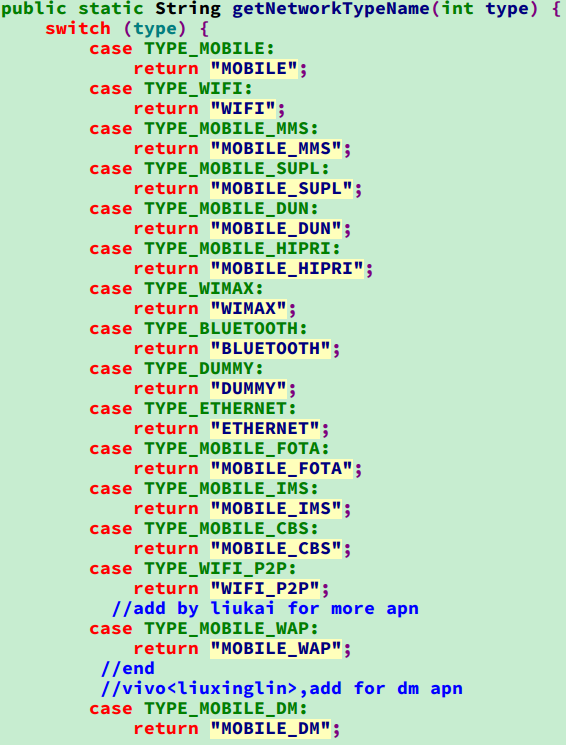 public static String getNetworkTypeName(int type) {
switch (type) {
case TYPE_MOBILE:
return "MOBILE";
case TYPE_WIFI:
return "WIFI";
case TYPE_MOBILE_MMS:
return "MOBILE_MMS";
case TYPE_MOBILE_SUPL:
return "MOBILE_SUPL";
case TYPE_MOBILE_DUN:
return "MOBILE_DUN";
case TYPE_MOBILE_HIPRI:
return "MOBILE_HIPRI";
case TYPE_WIMAX:
return "WIMAX";
case TYPE_BLUETOOTH:
return "BLUETOOTH";
case TYPE_DUMMY:
return "DUMMY";
case TYPE_ETHERNET:
return "ETHERNET";
case TYPE_MOBILE_FOTA:
return "MOBILE_FOTA";
case TYPE_MOBILE_IMS:
return "MOBILE_IMS";
case TYPE_MOBILE_CBS:
return "MOBILE_CBS";
case TYPE_WIFI_P2P:
return "WIFI_P2P";
//add by liukai for more apn
case TYPE_MOBILE_WAP:
return "MOBILE_WAP";
//end
//vivo<liuxinglin>,add for dm apn
case TYPE_MOBILE_DM:
return "MOBILE_DM";